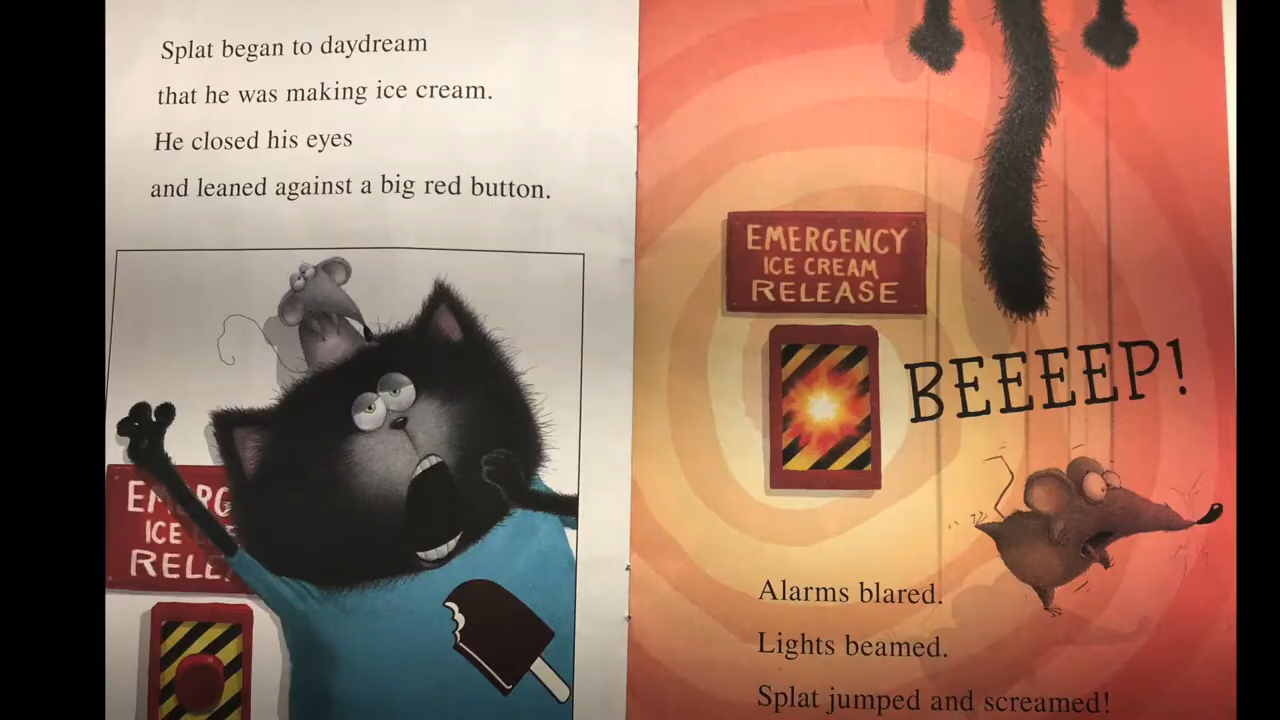 Splat began to daydream
that he was making ice cream.
He closed his eyes
and leaned against a big red button.
ICE
EMERGENCY
ICE CREAM
RELEASE
BEEEEP!
Alarms blared.
Lights beamed.
Splat jumped and screamed!